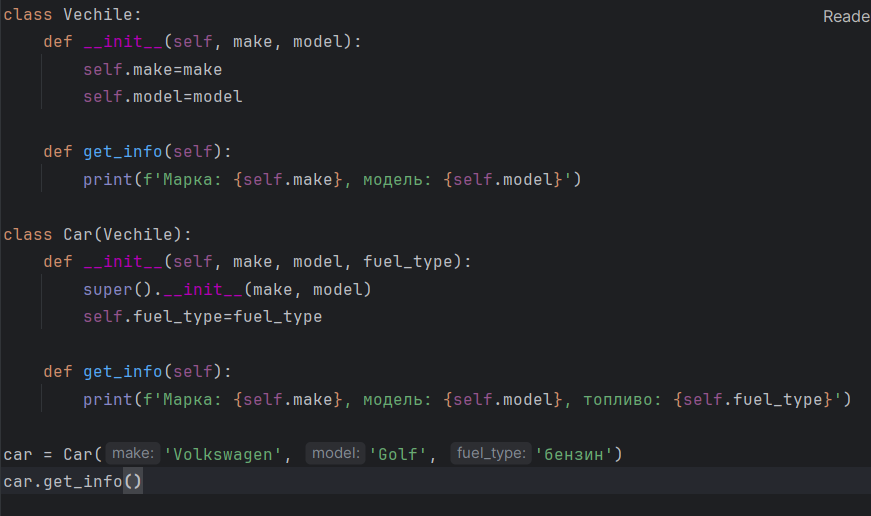 class Vechile:
Reade
    def __init__(self, make, model):
        self.make=make
        self.model=model
    def get_info(self):
        print(f'Марка: {self.make}, модель: {self.model}')
class Car(Vechile):
    def __init__(self, make, model, fuel_type):
        super().__init__(make, model)
        self.fuel_type=fuel_type
    def get_info(self):
        print(f'Марка: {self.make}, модель: {self.model}, топливо: {self.fuel_type}')
car = Car( make: 'Volkswagen', model: 'Golf', fuel_type: 'бензин')
car.get_info()